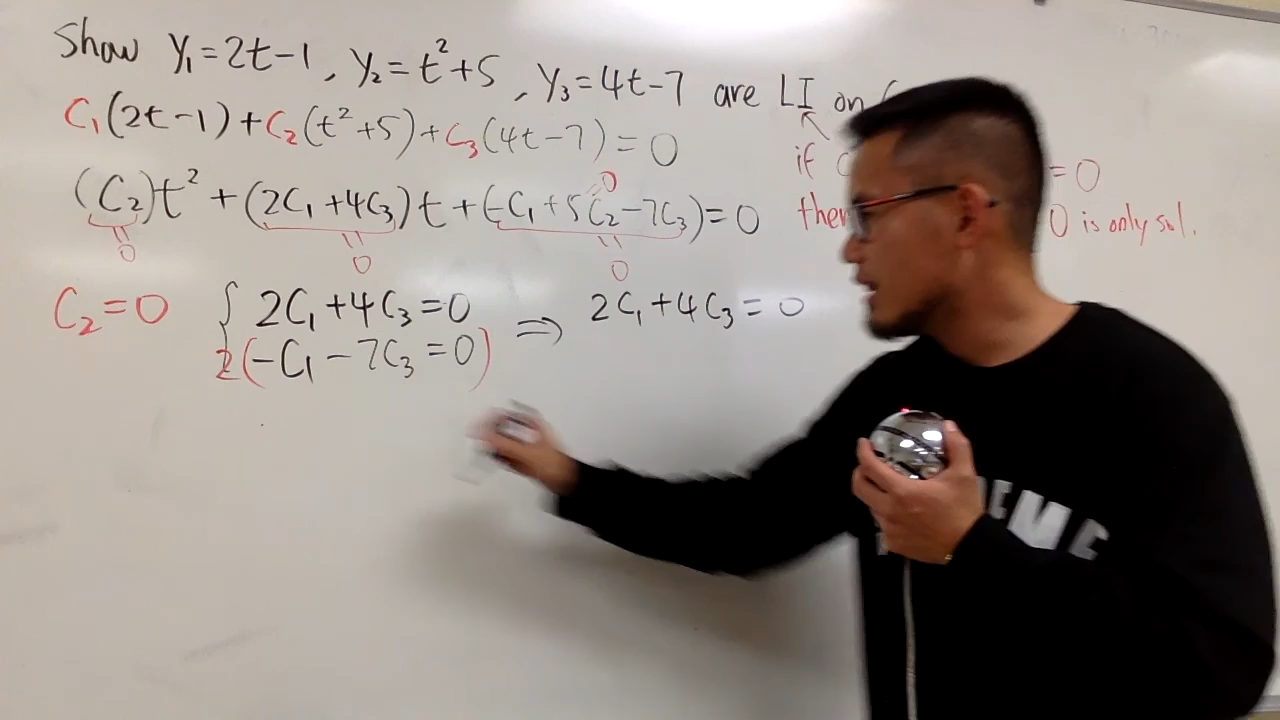 Show y₁=2t-1, y₂=t²+5, y₃=4t-7 are LI on (
C₁(2t-1)+C₂(t²+5)+C₃(4t-7)=0
if C =0
(C₂)t²+(2C₁+4C₃)t+(-C₁+5C₂-7C₃)=0
0
then 0 is only sol.
0 0 0
C₂=0 { 2C₁+4C₃=0 ⇒ 2C₁+4C₃=0
2(-C₁-7C₃=0)